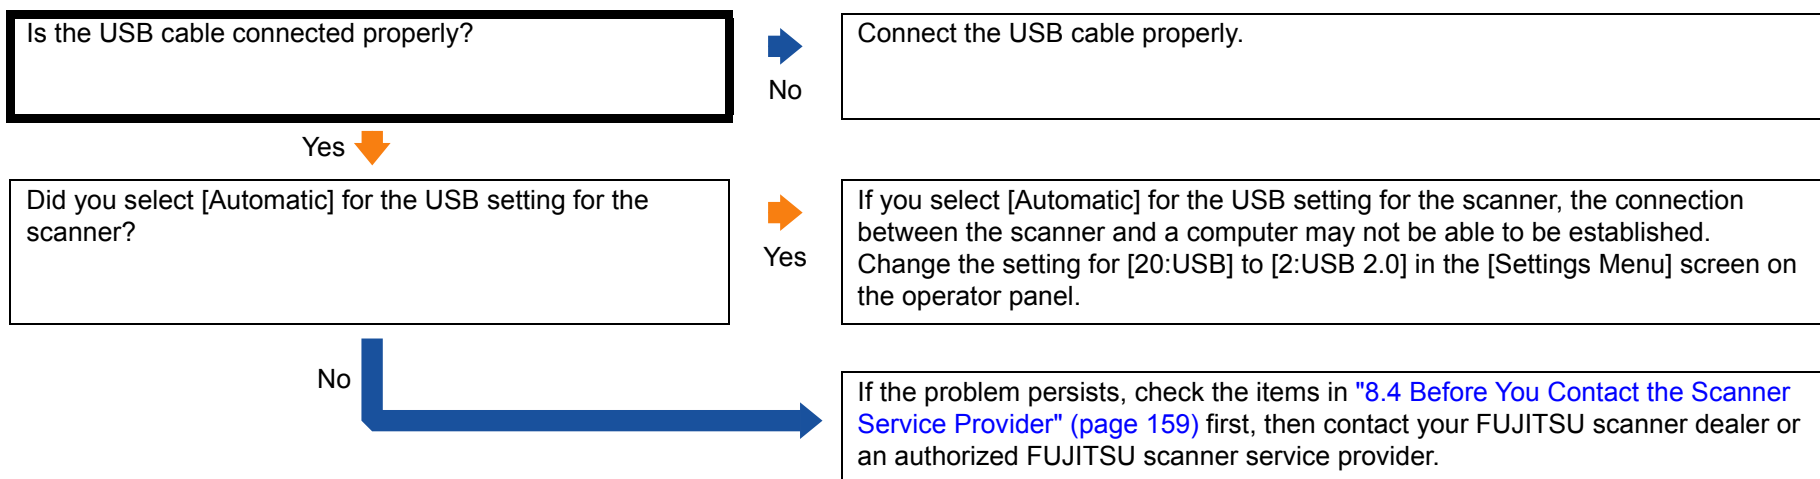 Is the USB cable connected properly?
No
Connect the USB cable properly.
Yes
Did you select [Automatic] for the USB setting for the
scanner?
Yes
If you select [Automatic] for the USB setting for the scanner, the connection
between the scanner and a computer may not be able to be established.
Change the setting for [20:USB] to [2:USB 2.0] in the [Settings Menu] screen on
the operator panel.
No
If the problem persists, check the items in "8.4 Before You Contact the Scanner
Service Provider" (page 159) first, then contact your FUJITSU scanner dealer or
an authorized FUJITSU scanner service provider.